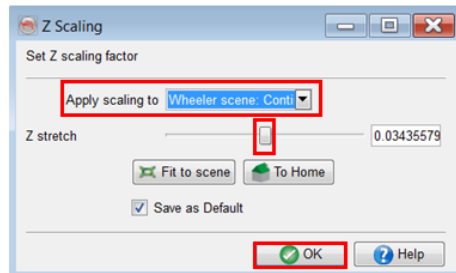 Z Scaling
Set Z scaling factor
Apply scaling to Wheeler scene: Conti
Z stretch 0.03435579
Fit to scene To Home
Save as Default
OK Help